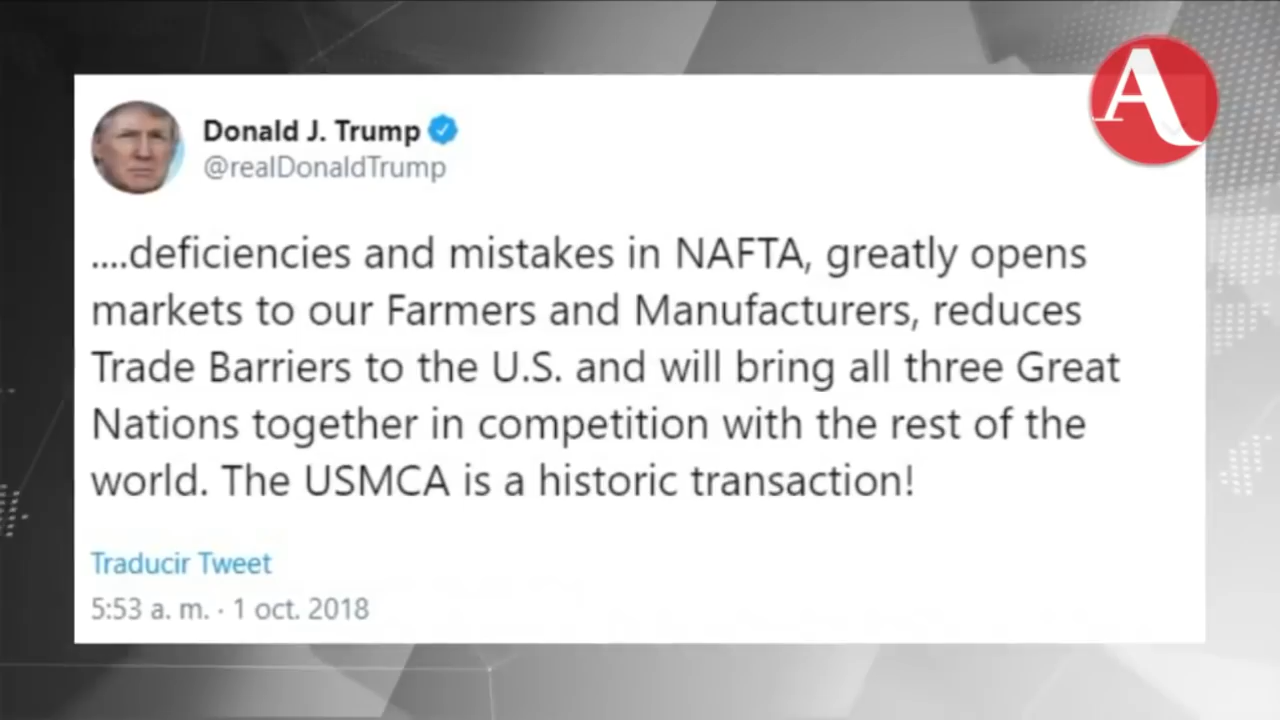 A
Donald J. Trump
@realDonaldTrump
....deficiencies and mistakes in NAFTA, greatly opens
markets to our Farmers and Manufacturers, reduces
Trade Barriers to the U.S. and will bring all three Great
Nations together in competition with the rest of the
world. The USMCA is a historic transaction!
Traducir Tweet
5:53 a. m. · 1 oct. 2018